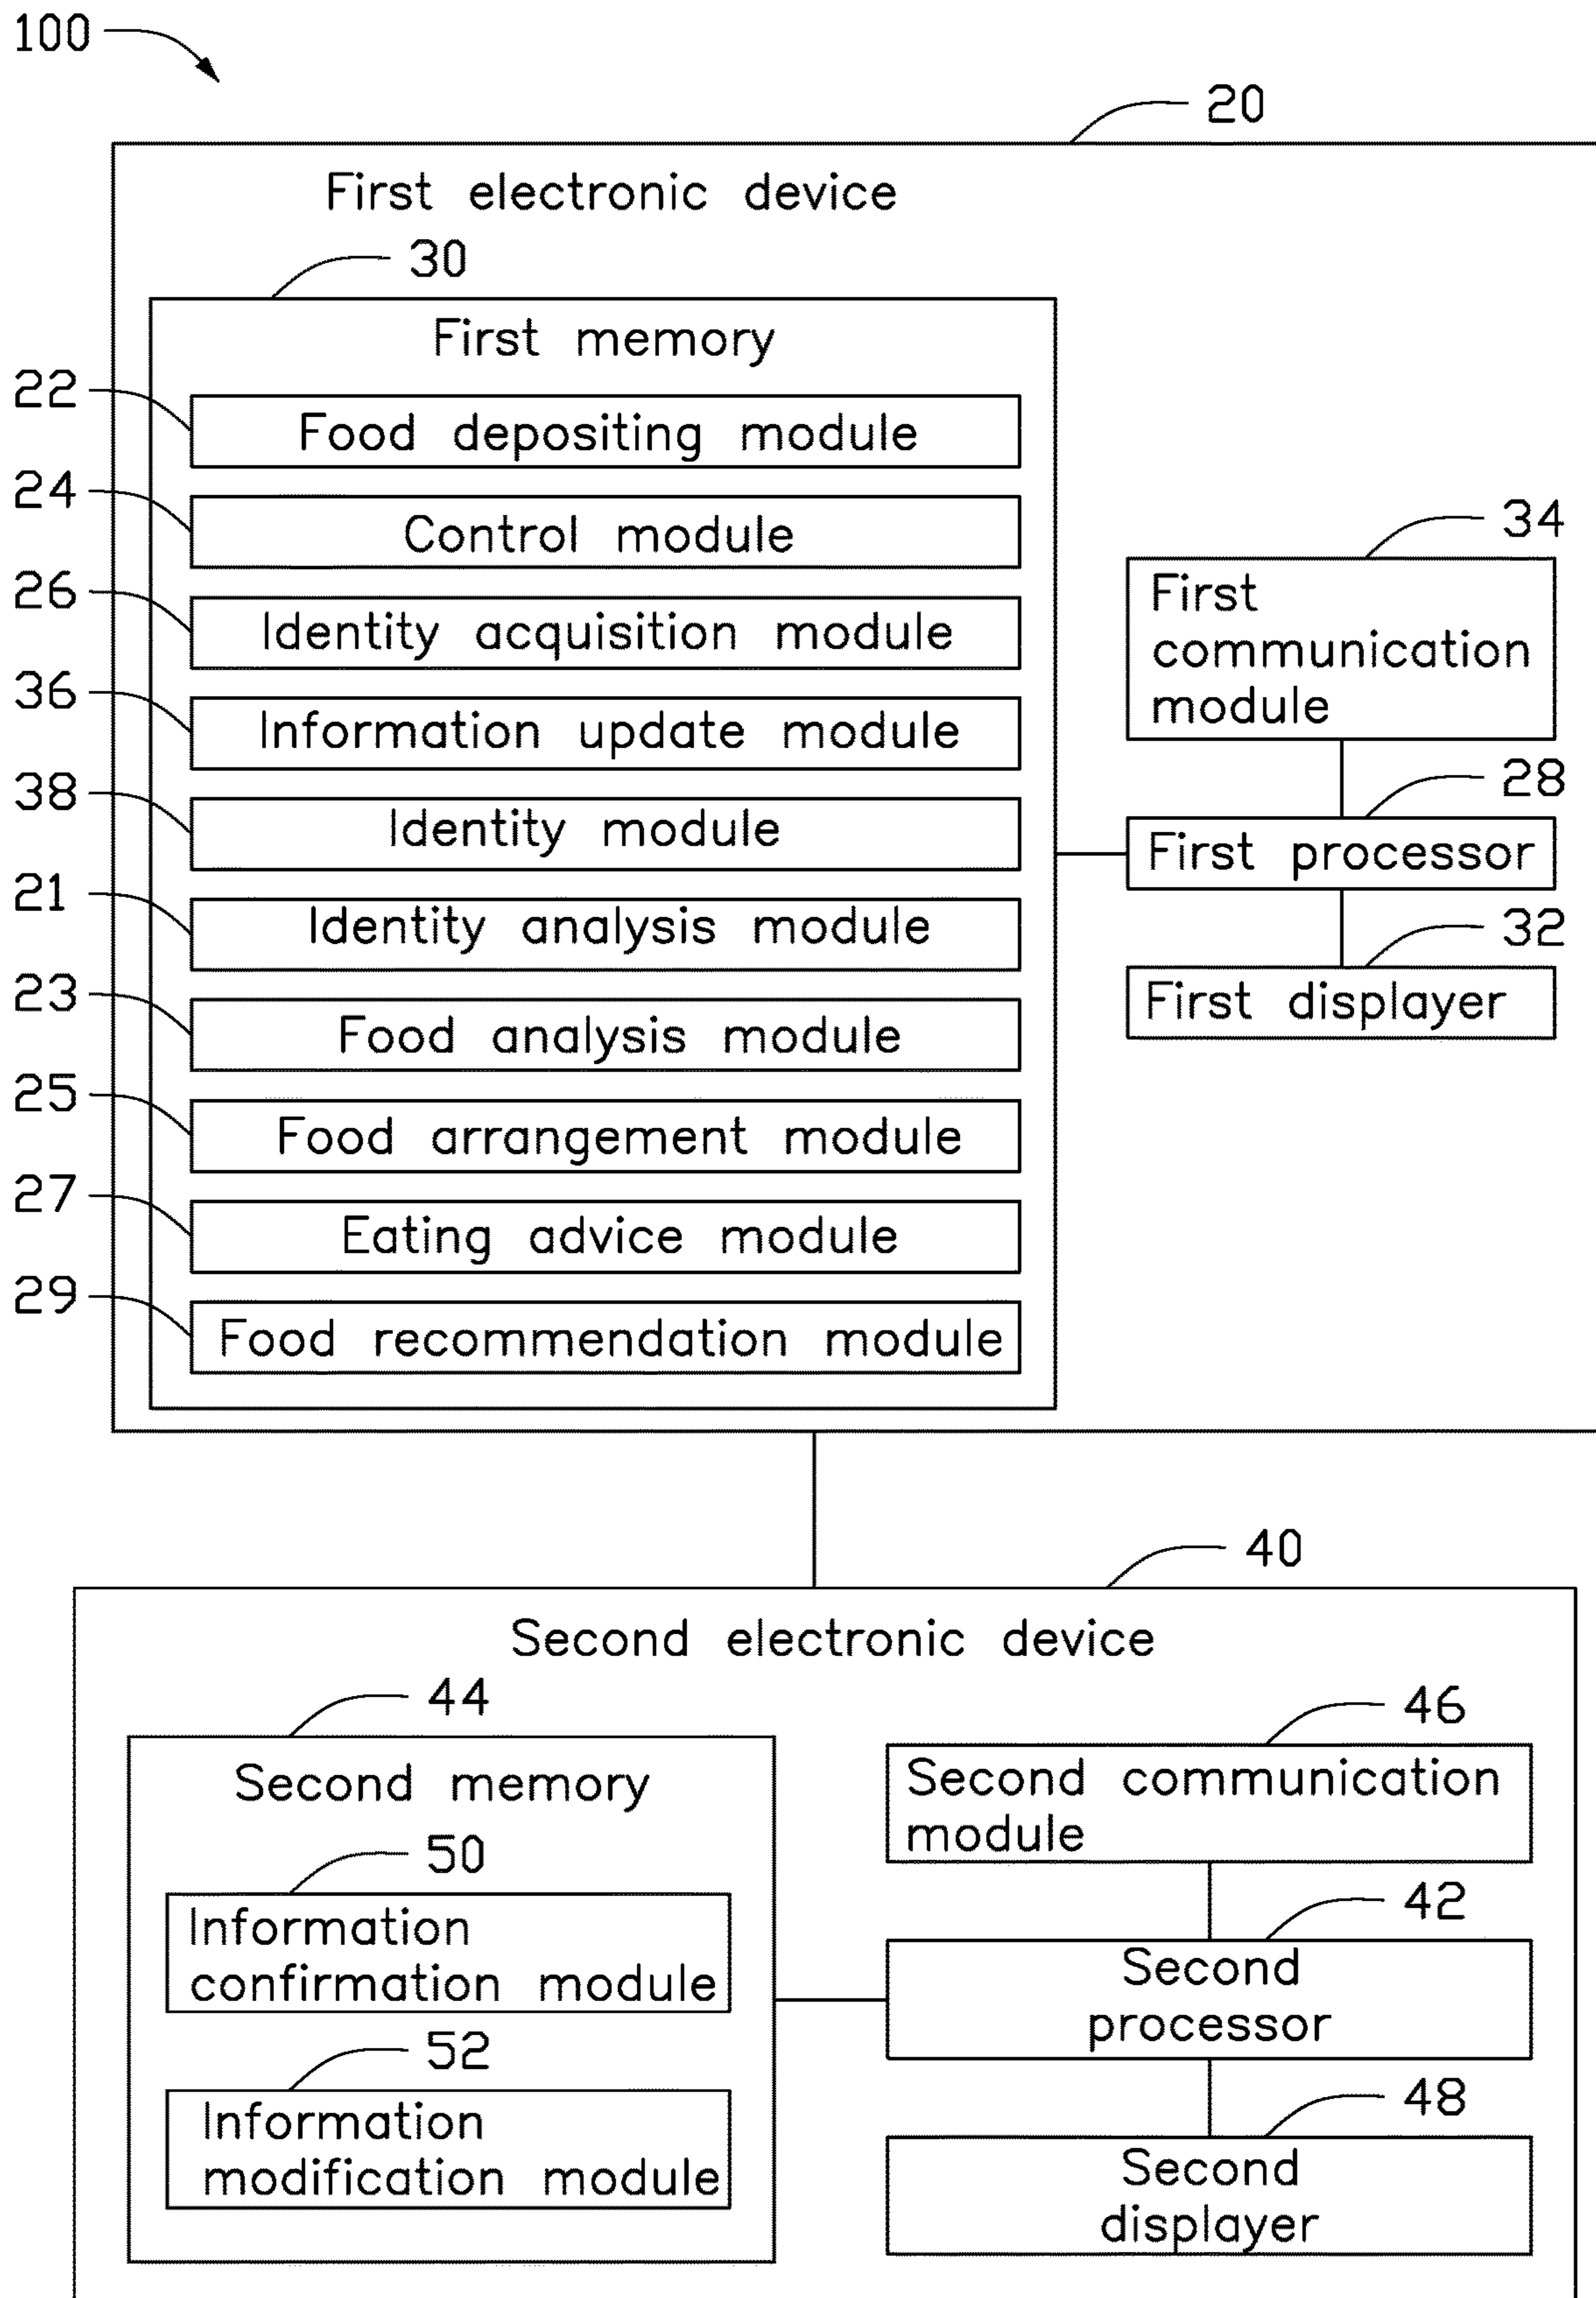 100
20
First electronic device
30
First memory
22
Food depositing module
24
Control module
26
Identity acquisition module
36
Information update module
38
Identity module
21
Identity analysis module
23
Food analysis module
25
Food arrangement module
27
Eating advice module
29
Food recommendation module
34
First
communication
module
28
First processor
32
First displayer
40
Second electronic device
44
Second memory
50
Information
confirmation module
52
Information
modification module
46
Second communication
module
42
Second
processor
48
Second
displayer